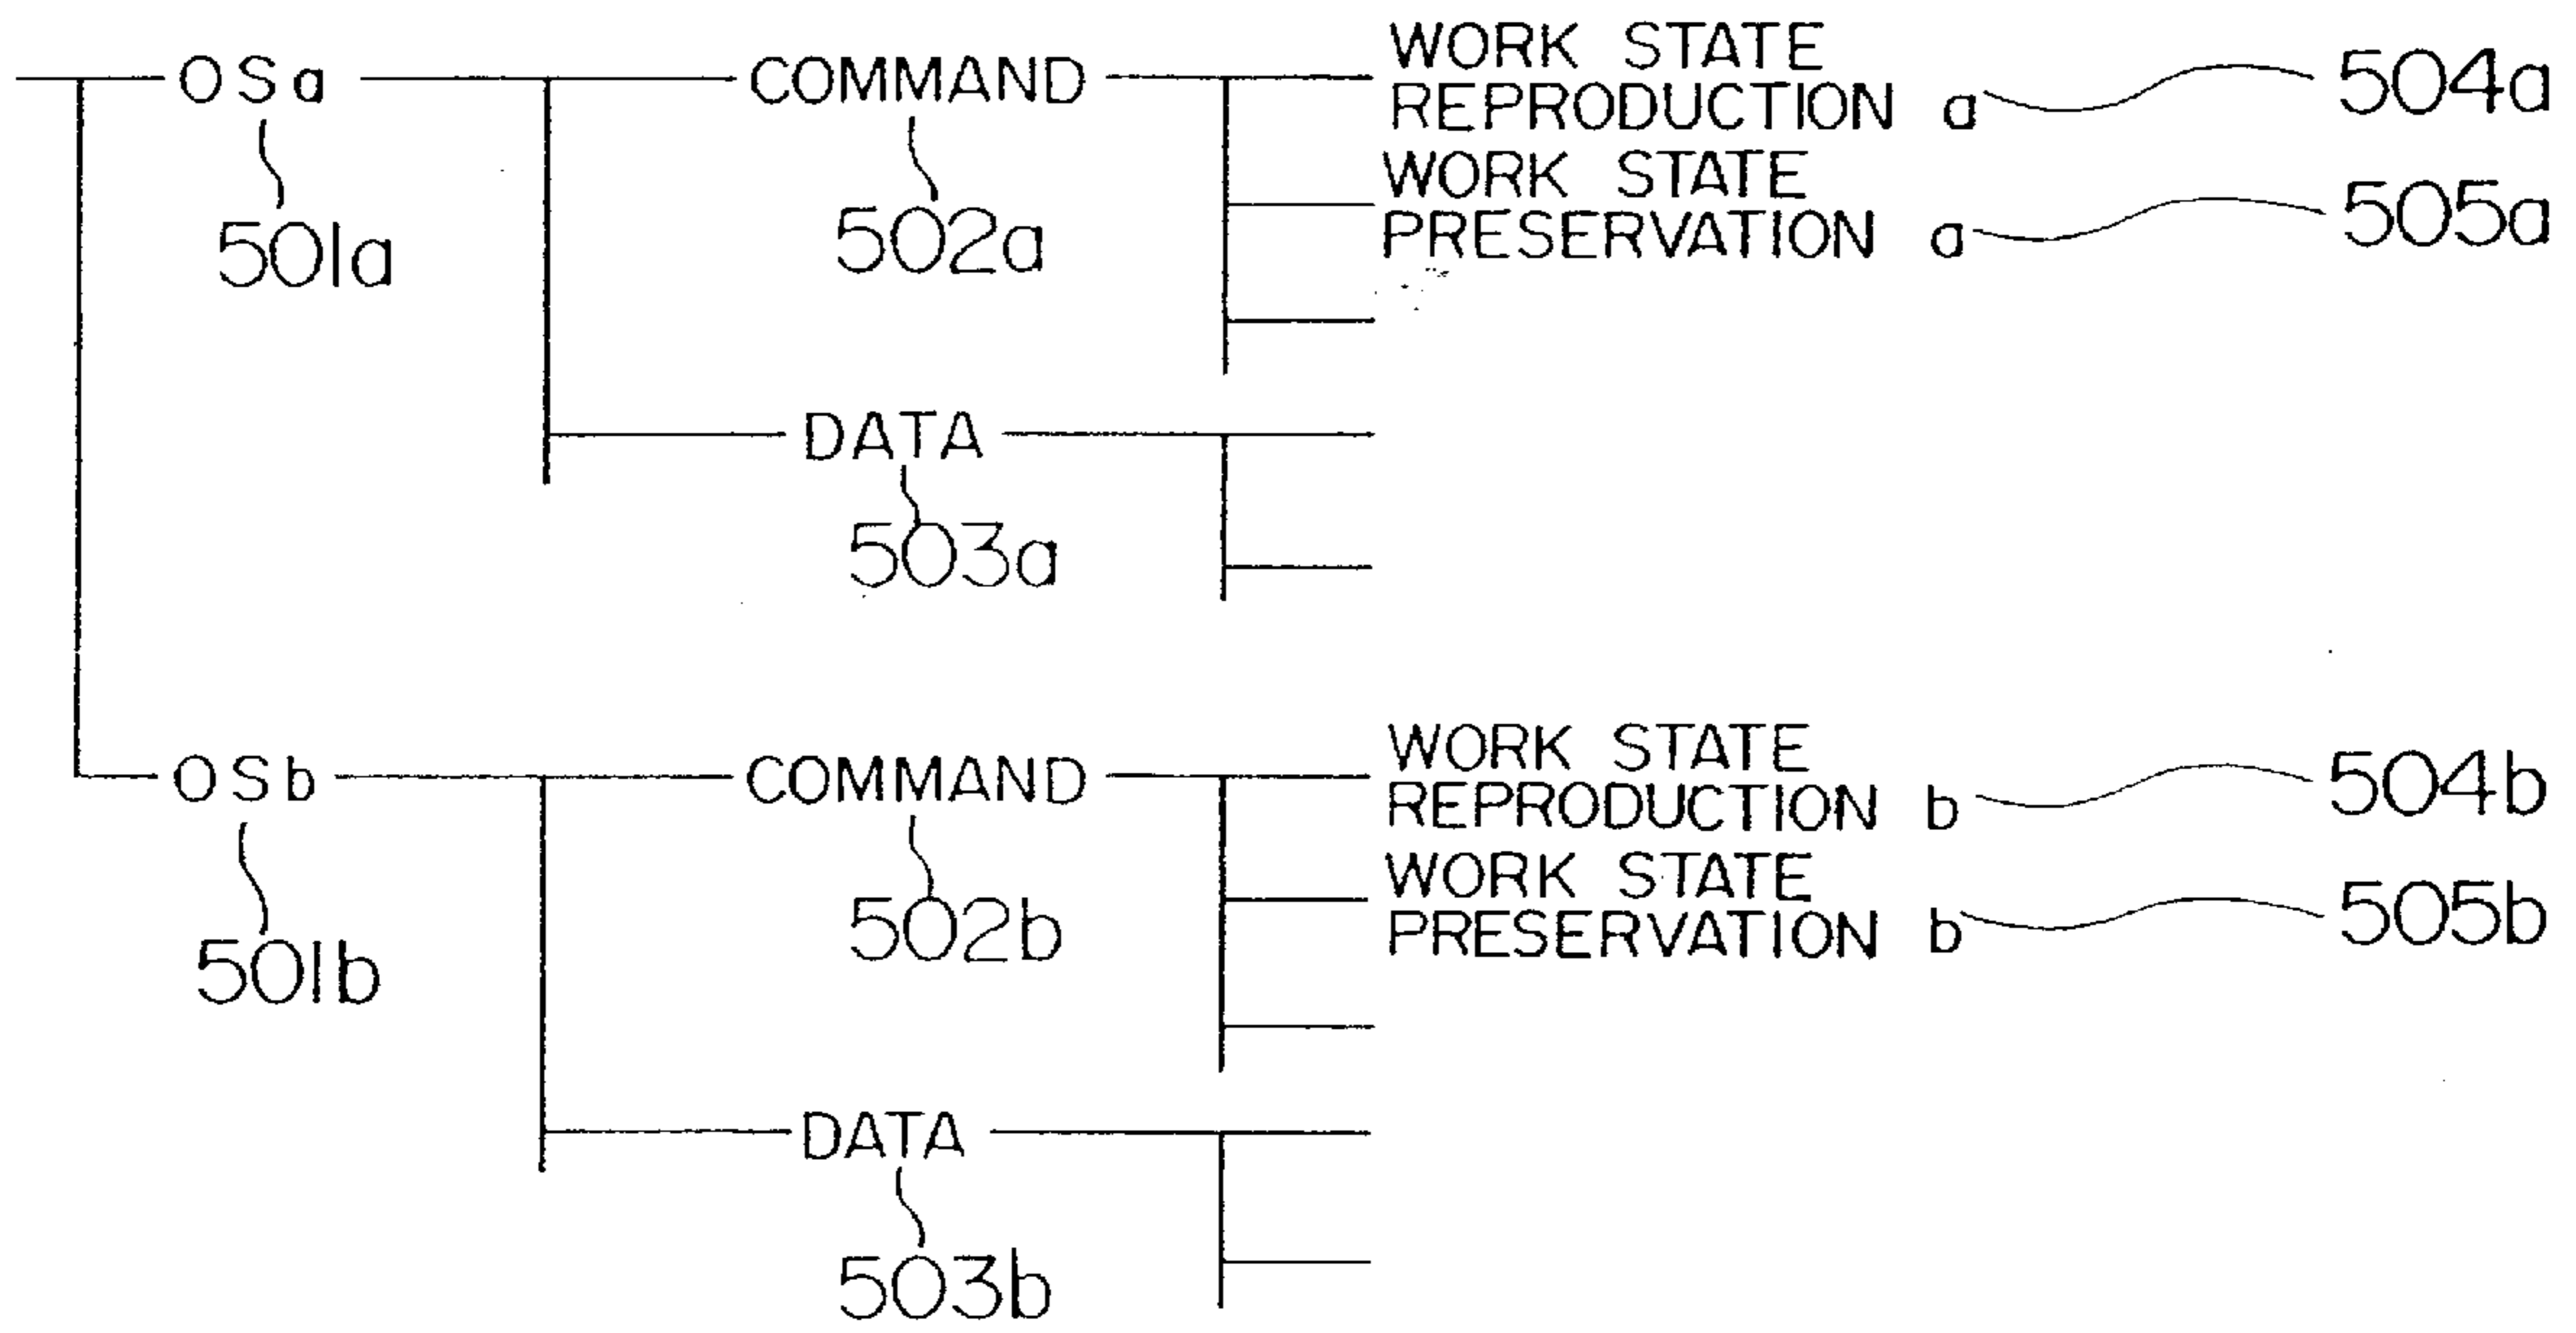 OSa
COMMAND
WORK STATE
REPRODUCTION a
504a
WORK STATE
PRESERVATION a
505a
501a
502a
DATA
503a
OSb
COMMAND
WORK STATE
REPRODUCTION b
504b
WORK STATE
PRESERVATION b
505b
501b
502b
DATA
503b